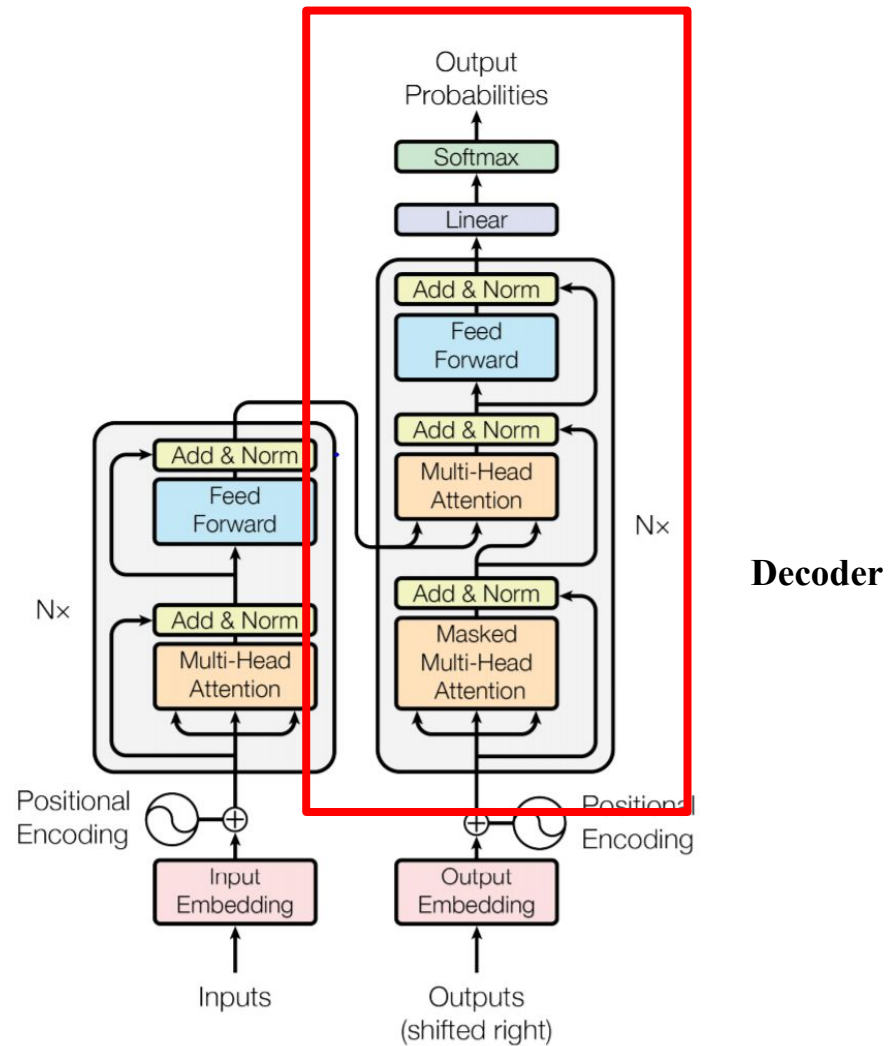 Output
Probabilities
Softmax
Linear
Add & Norm
Feed
Forward
Add & Norm
Multi-Head
Attention
Nx
Add & Norm
Masked
Multi-Head
Attention
Decoder
Add & Norm
Feed
Forward
Nx
Add & Norm
Multi-Head
Attention
Positional
Encoding
Positional
Encoding
Input
Embedding
Output
Embedding
Inputs
Outputs
(shifted right)